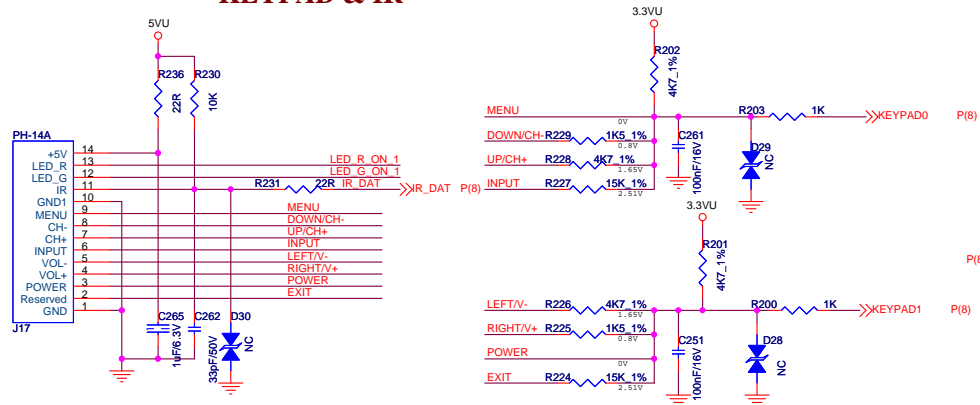 KEYPAD & IR
5VU
R236
22R
R230
10K
PH-14A
+5V 14
LED_R 13
LED_G 12
IR 11
GND1 10
MENU 9
CH- 8
CH+ 7
INPUT 6
VOL- 5
VOL+ 4
POWER 3
Reserved 2
GND 1
J17
LED_R_ON_1
LED_G_ON_1
R231 22R IR_DAT IR_DAT P(8)
MENU
DOWN/CH-
UP/CH+
INPUT
LEFT/V-
RIGHT/V+
POWER
EXIT
C265
1uF/6.3V
C262
33pF/50V
D30
NC
3.3VU
R202
4K7_1%
MENU
0V
DOWN/CH- R229 1K5_1%
0.8V
UP/CH+ R228 4K7_1%
1.65V
INPUT R227 15K_1%
2.51V
C261
100nF/16V
R203 1K
KEYPAD0 P(8)
D29
NC
3.3VU
R201
4K7_1%
LEFT/V- R226 4K7_1%
1.65V
RIGHT/V+ R225 1K5_1%
0.8V
POWER
0V
EXIT R224 15K_1%
2.51V
C251
100nF/16V
R200 1K
KEYPAD1 P(8)
D28
NC